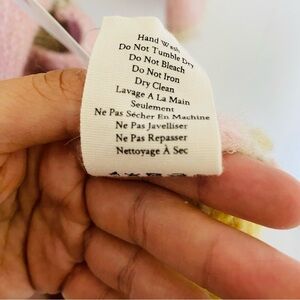 Hand Wash
Do Not Tumble Dry
Do Not Bleach
Do Not Iron
Dry Clean
Lavage A La Main
Seulement
Ne Pas Sécher En Machine
Ne Pas Javelliser
Ne Pas Repasser
Nettoyage À Sec